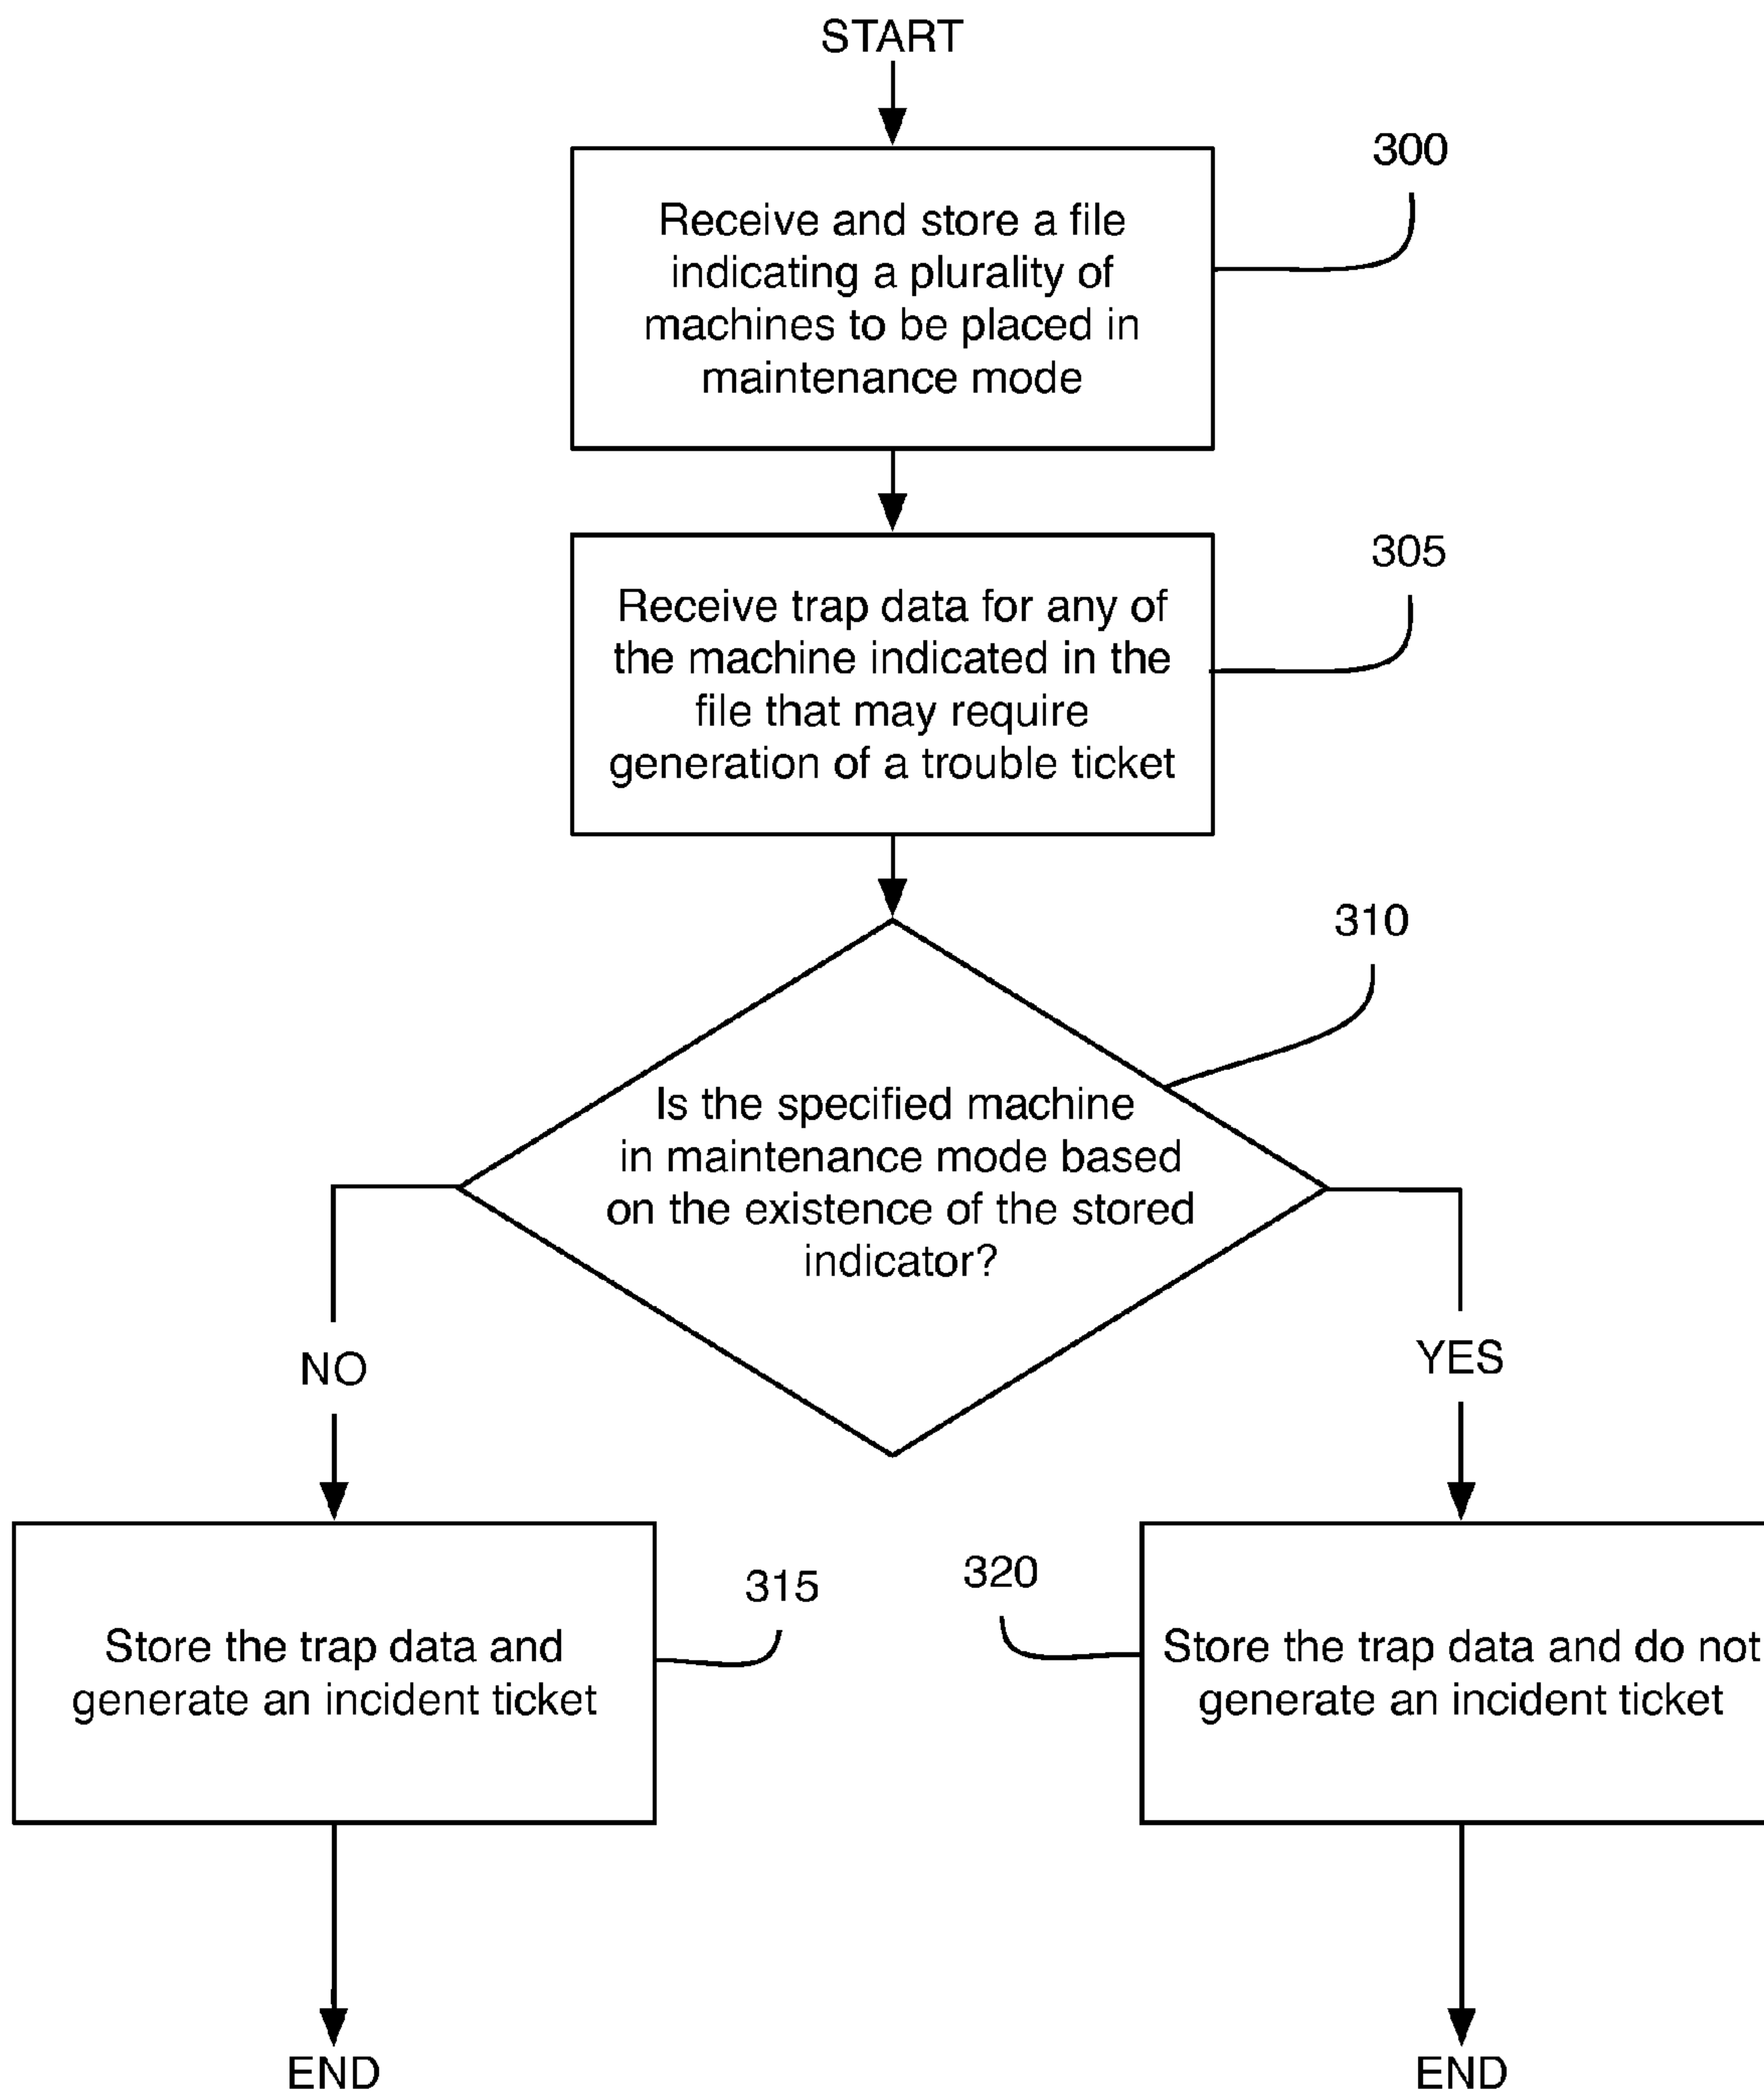 START
300
Receive and store a file
indicating a plurality of
machines to be placed in
maintenance mode
305
Receive trap data for any of
the machine indicated in the
file that may require
generation of a trouble ticket
310
Is the specified machine
in maintenance mode based
on the existence of the stored
indicator?
NO
YES
315
320
Store the trap data and
generate an incident ticket
Store the trap data and do not
generate an incident ticket
END
END